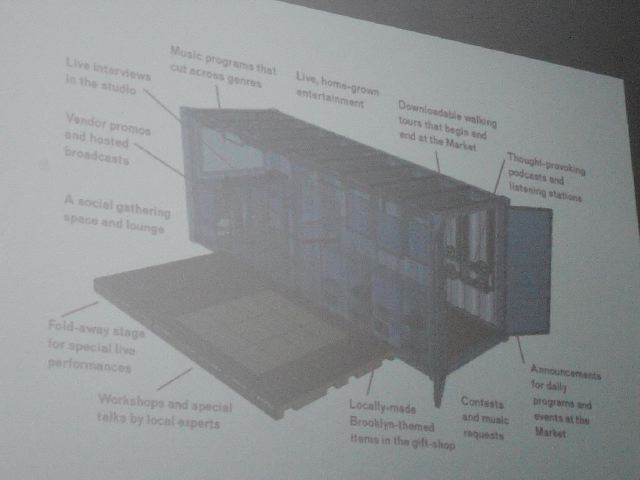 Live interviews
in the studio
Music programs that
cut across genres
Live, home-grown
entertainment
Downloadable walking
tours that begin and
end at the Market
Thought-provoking
podcasts and
listening stations
Vendor promos
and hosted
broadcasts
A social gathering
space and lounge
Fold-away stage
for special live
performances
Workshops and special
talks by local experts
Locally-made
Brooklyn-themed
items in the gift-shop
Contests
and music
requests
Announcements
for daily
programs and
events at the
Market